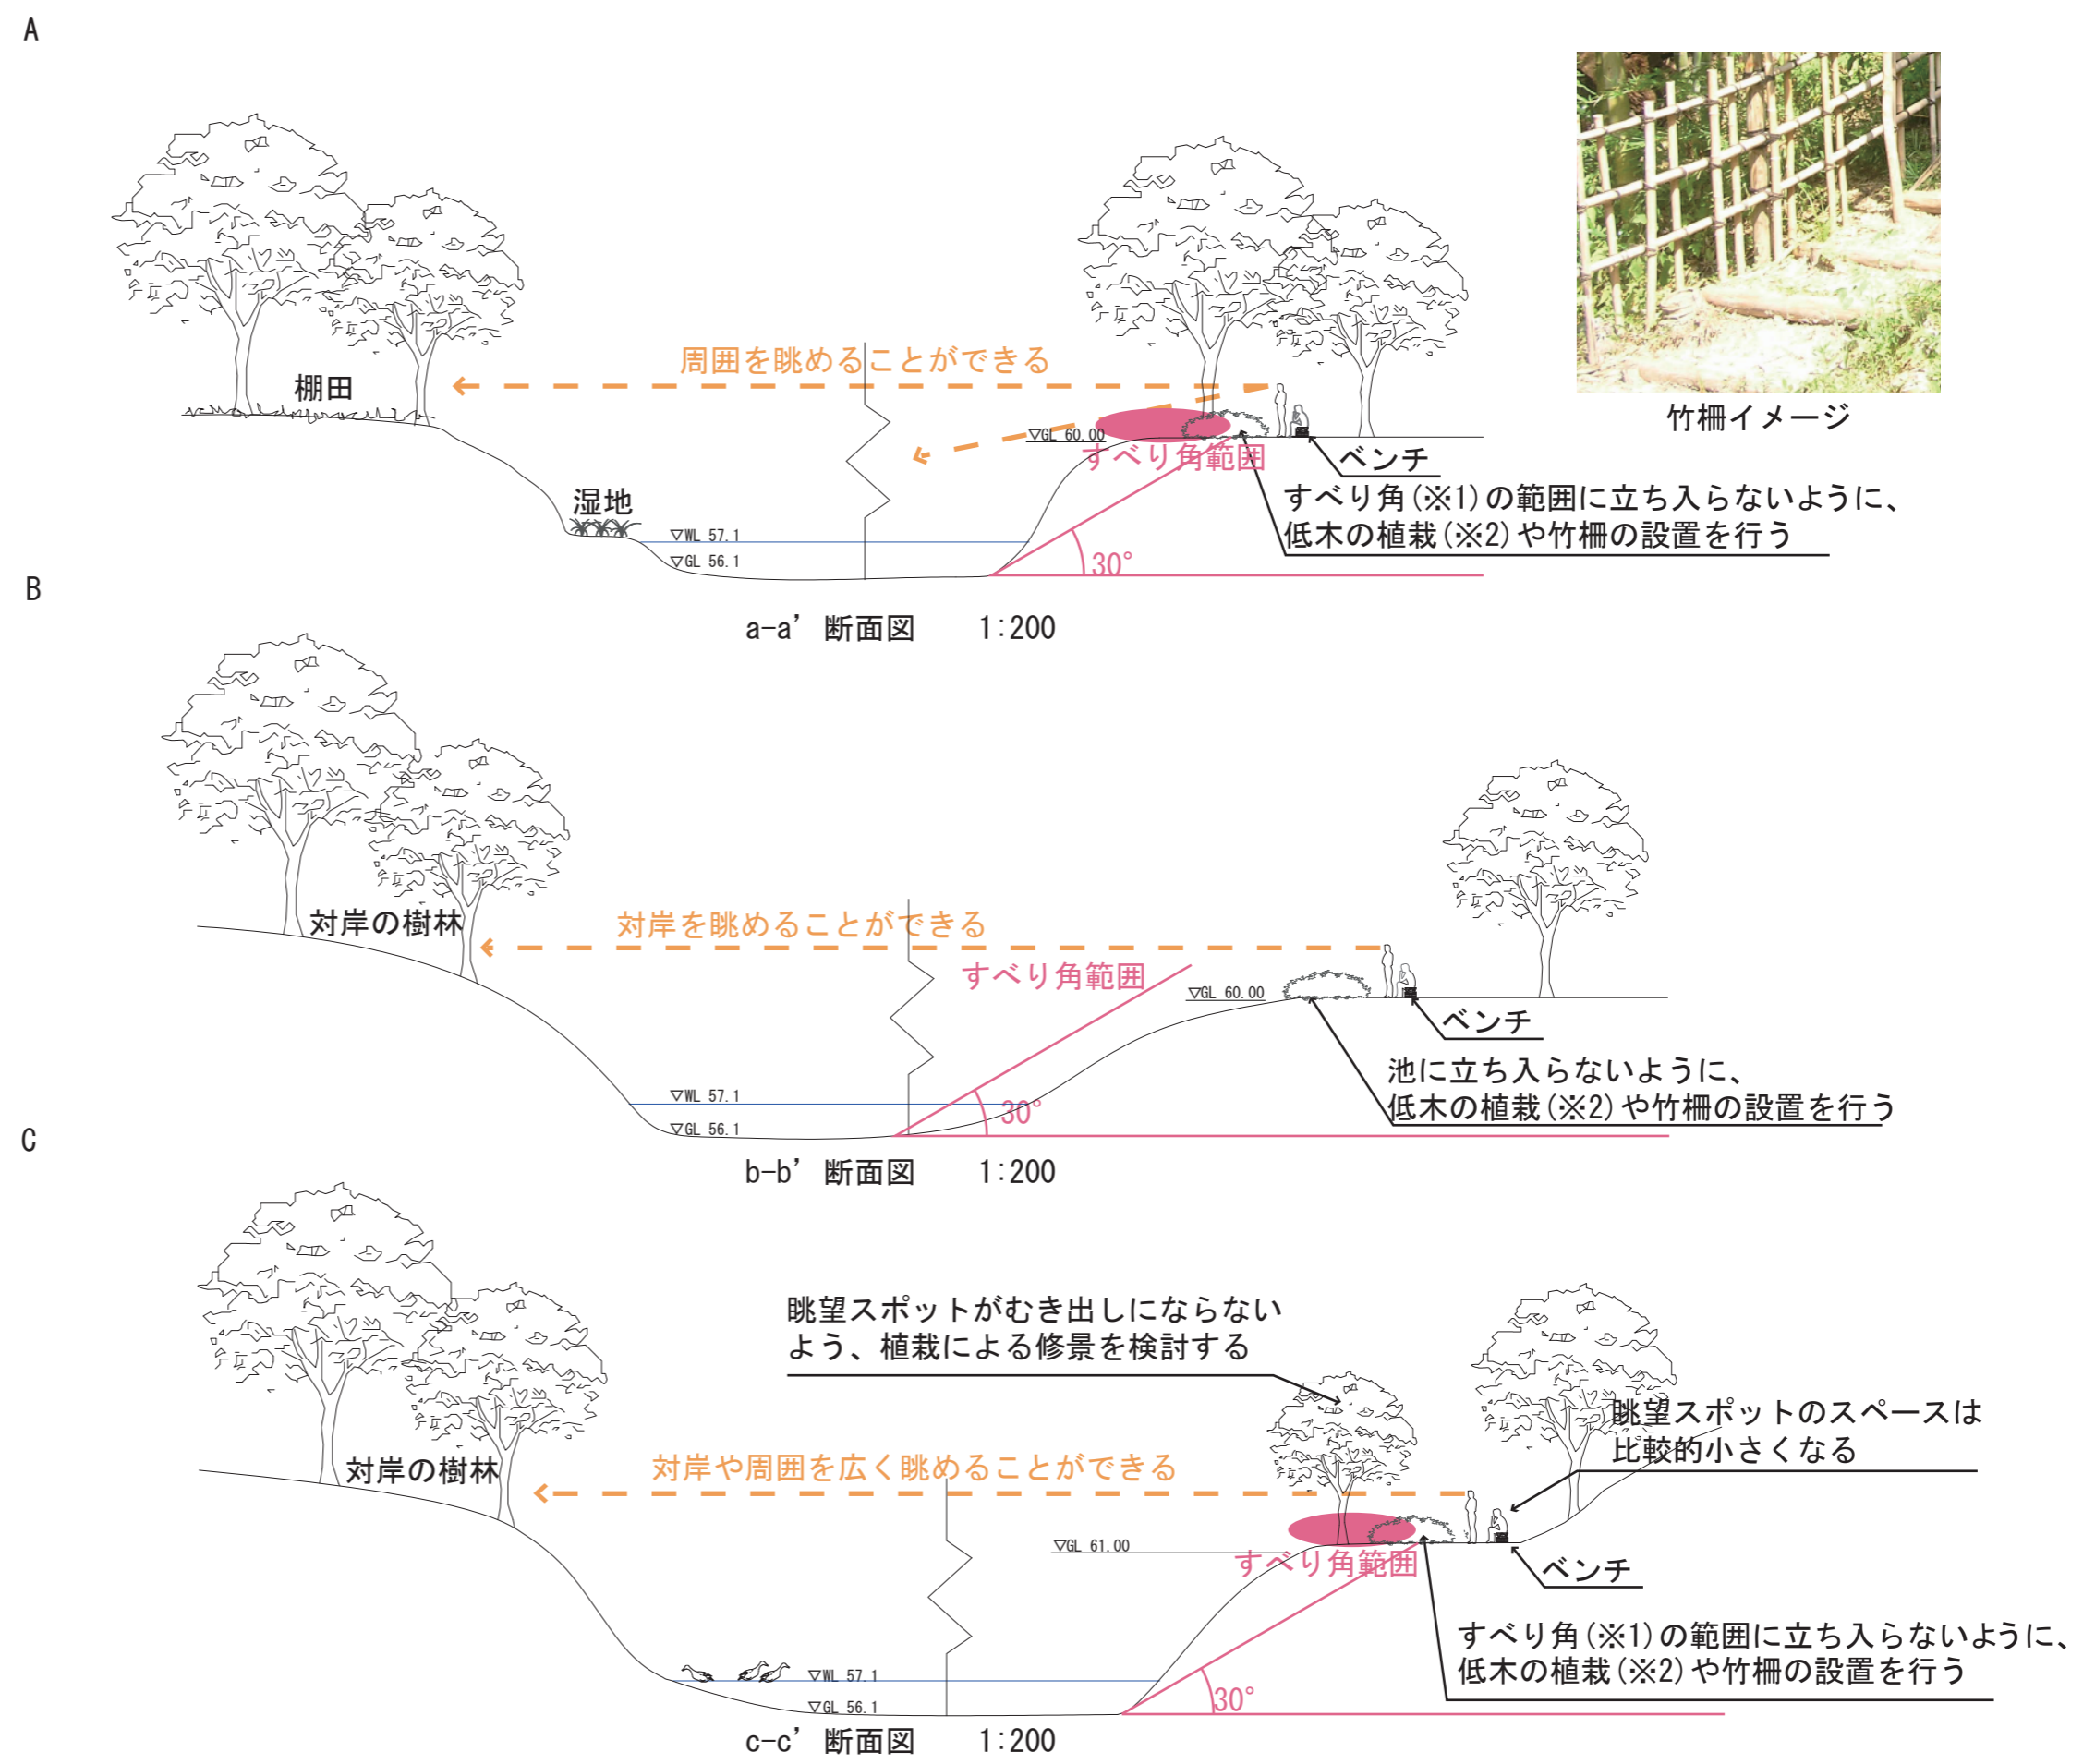 A
周囲を眺めることができる
棚田
竹柵イメージ
▽GL 60.00
すべり角範囲
ベンチ
湿地
すべり角(※1)の範囲に立ち入らないように、
低木の植栽(※2)や竹柵の設置を行う
▽WL 57.1
▽GL 56.1
30°
a-a’断面図 1:200
B
対岸の樹林
対岸を眺めることができる
すべり角範囲
▽GL 60.00
ベンチ
池に立ち入らないように、
低木の植栽(※2)や竹柵の設置を行う
▽WL 57.1
30°
▽GL 56.1
b-b’断面図 1:200
C
眺望スポットがむき出しにならない
よう、植栽による修景を検討する
眺望スポットのスペースは
比較的小さくなる
対岸の樹林
対岸や周囲を広く眺めることができる
▽GL 61.00
すべり角範囲
ベンチ
すべり角(※1)の範囲に立ち入らないように、
低木の植栽(※2)や竹柵の設置を行う
▽WL 57.1
30°
▽GL 56.1
c-c’断面図 1:200